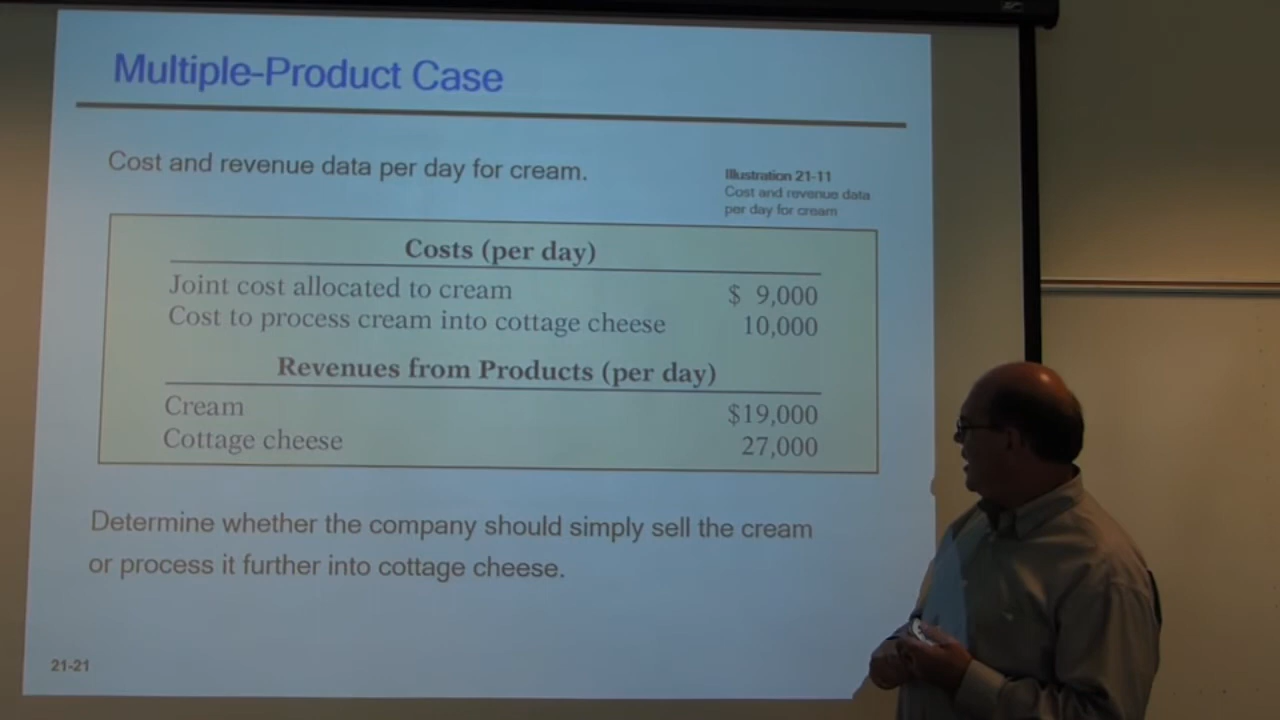 Multiple-Product Case
Cost and revenue data per day for cream.
Illustration 21-11
Cost and revenue data
per day for cream
Costs (per day)
Joint cost allocated to cream $ 9,000
Cost to process cream into cottage cheese 10,000
Revenues from Products (per day)
Cream $19,000
Cottage cheese 27,000
Determine whether the company should simply sell the cream
or process it further into cottage cheese.
21-21